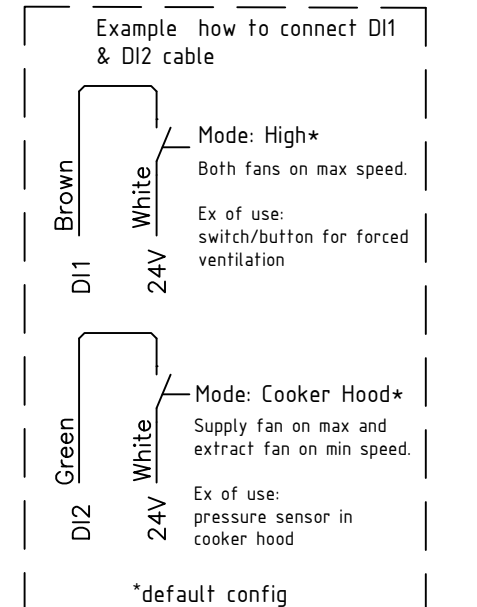 Example how to connect DI1
& DI2 cable
Mode: High*
Both fans on max speed.
Ex of use:
switch/button for forced
ventilation
Brown
White
DI1
24V
Mode: Cooker Hood*
Supply fan on max and
extract fan on min speed.
Ex of use:
pressure sensor in
cooker hood
Green
White
DI2
24V
*default config